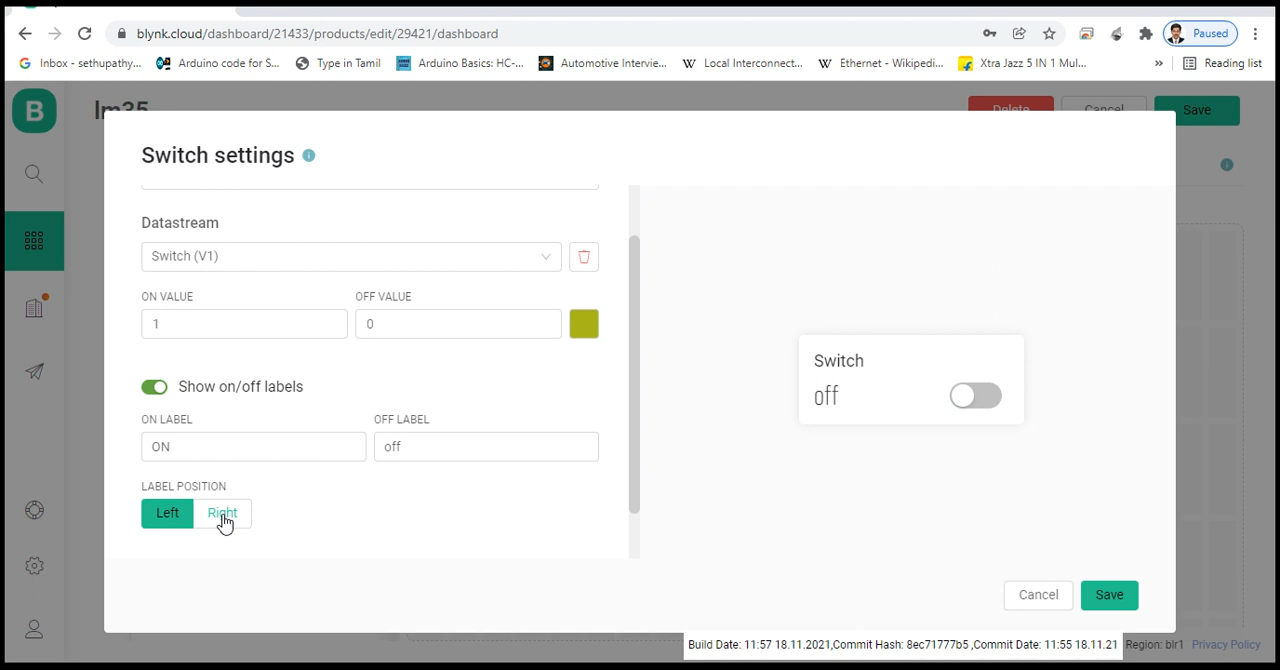 blynk.cloud/dashboard/21433/products/edit/29421/dashboard
Paused
Inbox - sethupathy...
Arduino code for S...
Type in Tamil
Arduino Basics: HC-...
Automotive Intervie...
Local Interconnect...
Ethernet - Wikipedi...
Xtra Jazz 5 IN 1 Mul...
»
Reading list
B
lm35
Delete
Cancel
Save
Switch settings
Datastream
Switch (V1)
ON VALUE
OFF VALUE
1
0
Show on/off labels
ON LABEL
OFF LABEL
ON
off
LABEL POSITION
Left
Right
Switch
off
Cancel
Save
Build Date: 11:57 18.11.2021,Commit Hash: 8ec71777b5 ,Commit Date: 11:55 18.11.21
Region: blr1
Privacy Policy